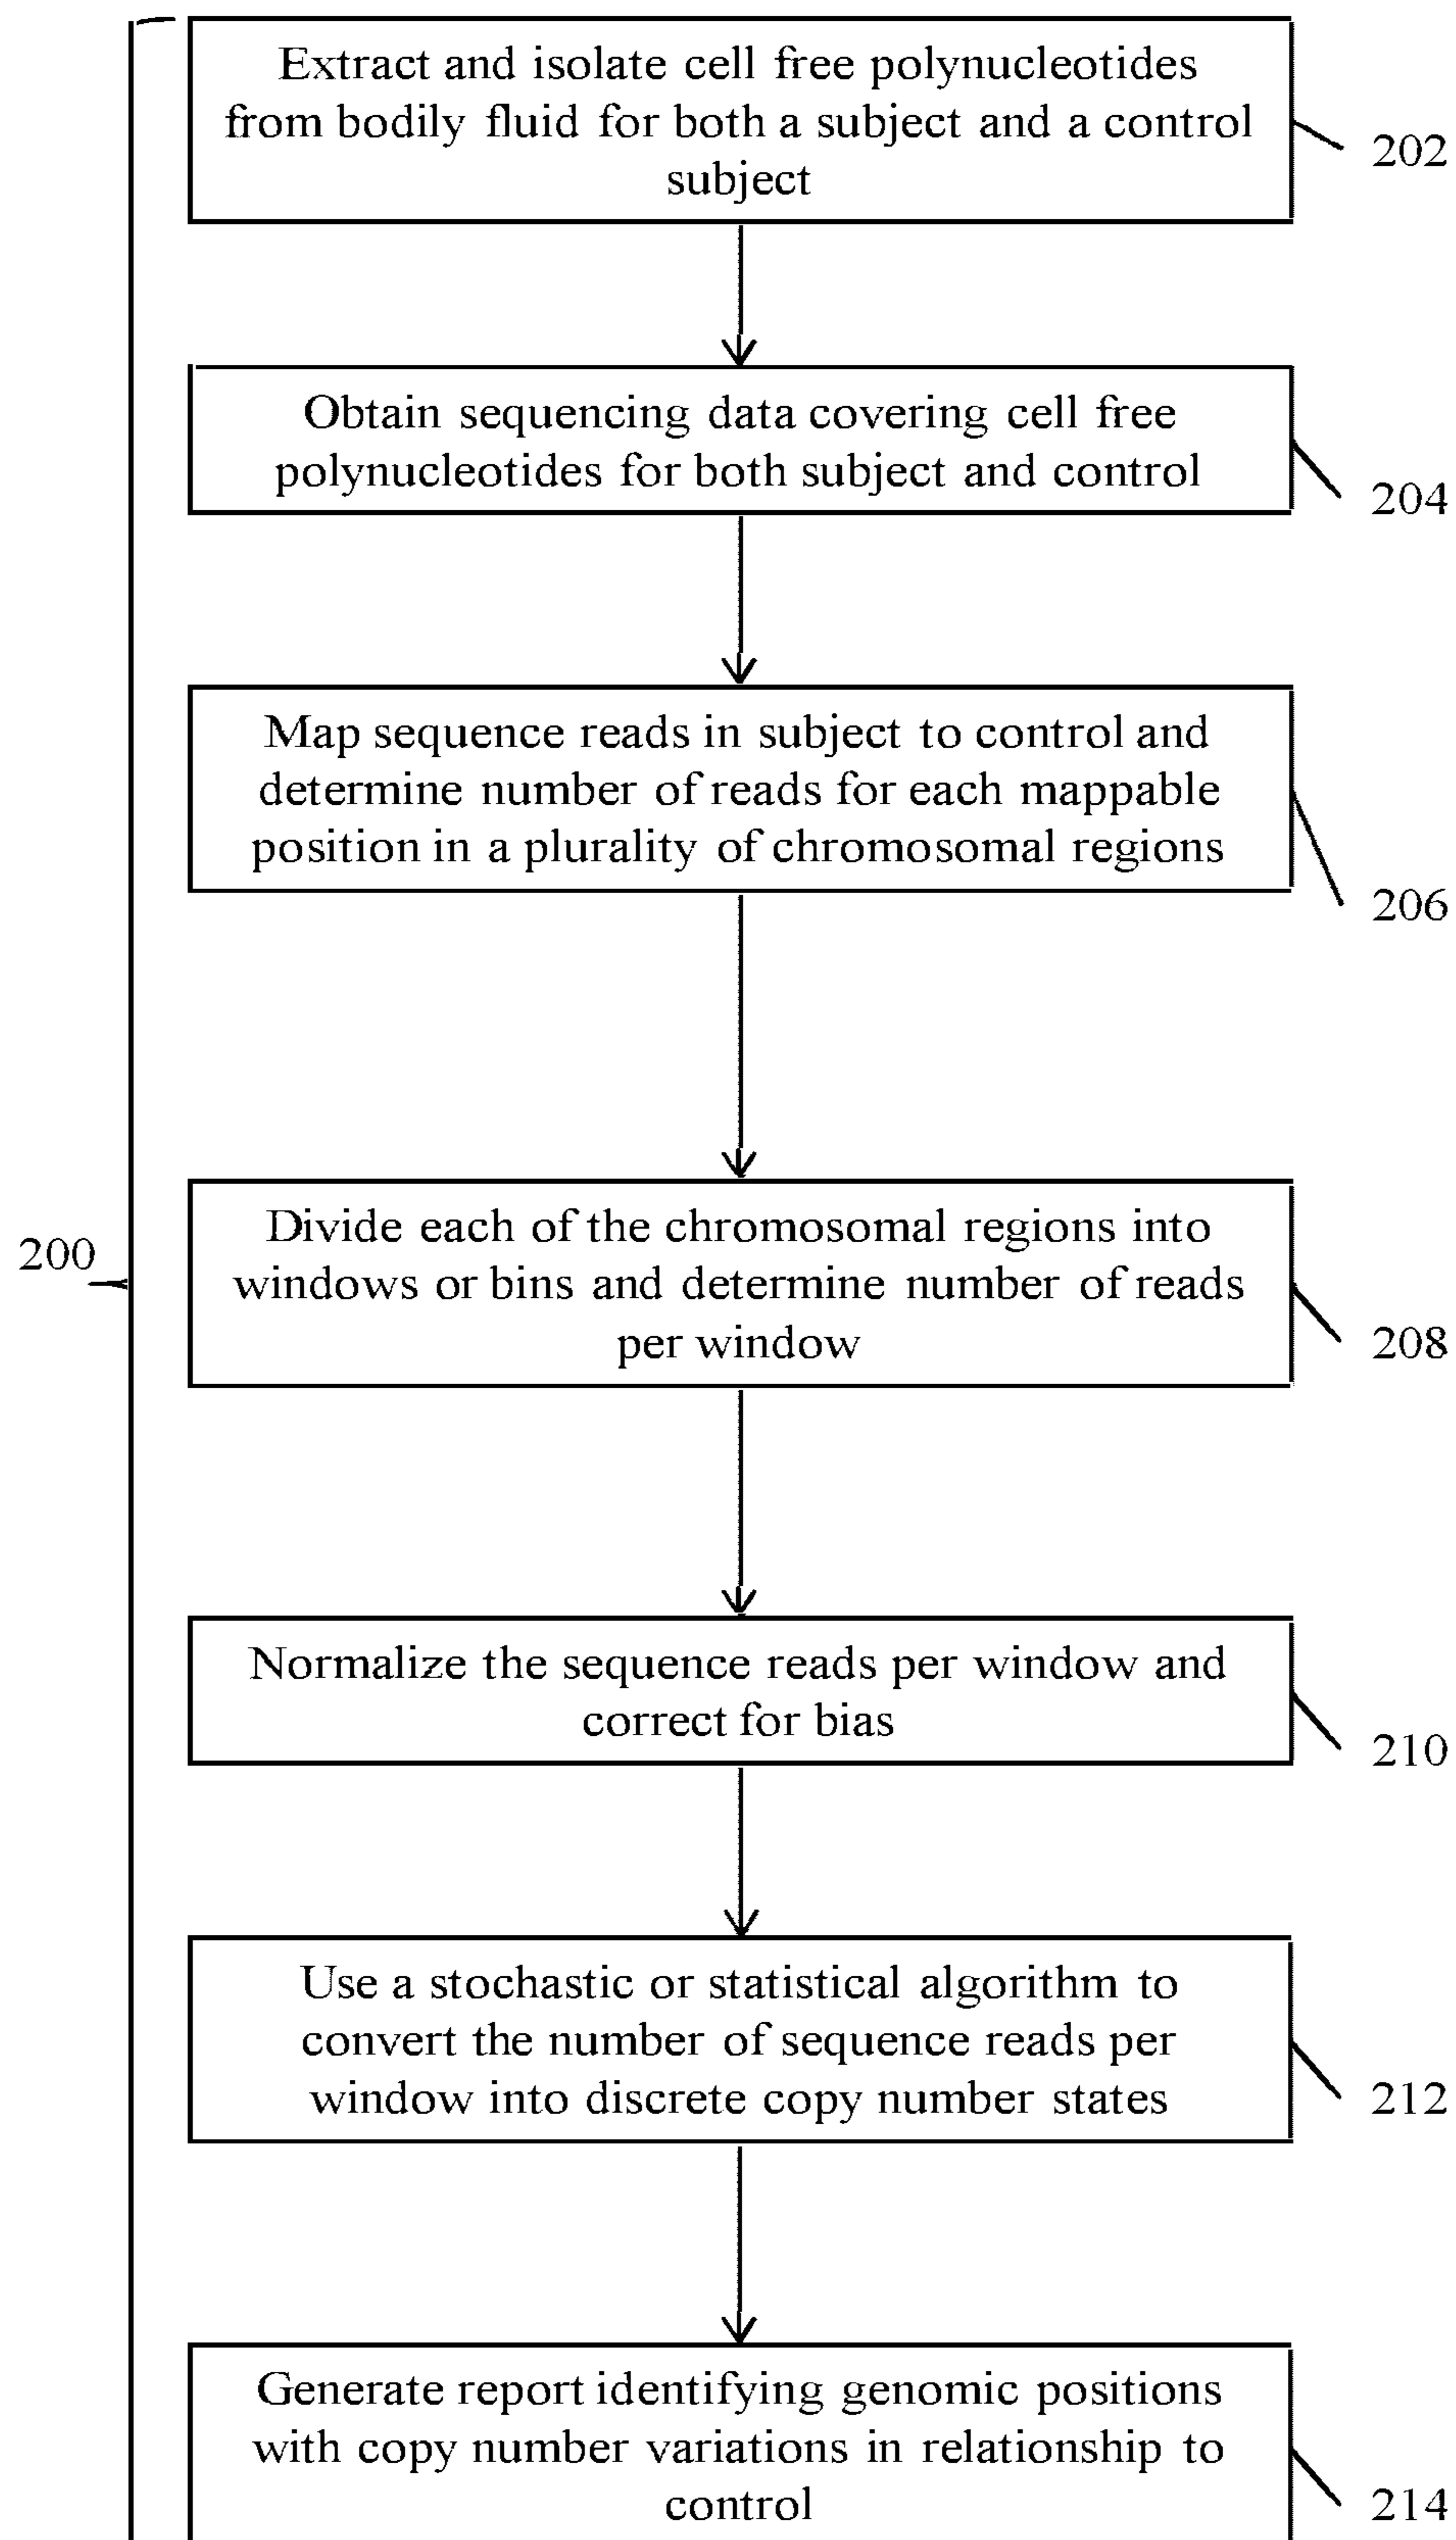 Extract and isolate cell free polynucleotides
from bodily fluid for both a subject and a control
subject
202
Obtain sequencing data covering cell free
polynucleotides for both subject and control
204
Map sequence reads in subject to control and
determine number of reads for each mappable
position in a plurality of chromosomal regions
206
200
Divide each of the chromosomal regions into
windows or bins and determine number of reads
per window
208
Normalize the sequence reads per window and
correct for bias
210
Use a stochastic or statistical algorithm to
convert the number of sequence reads per
window into discrete copy number states
212
Generate report identifying genomic positions
with copy number variations in relationship to
control
214